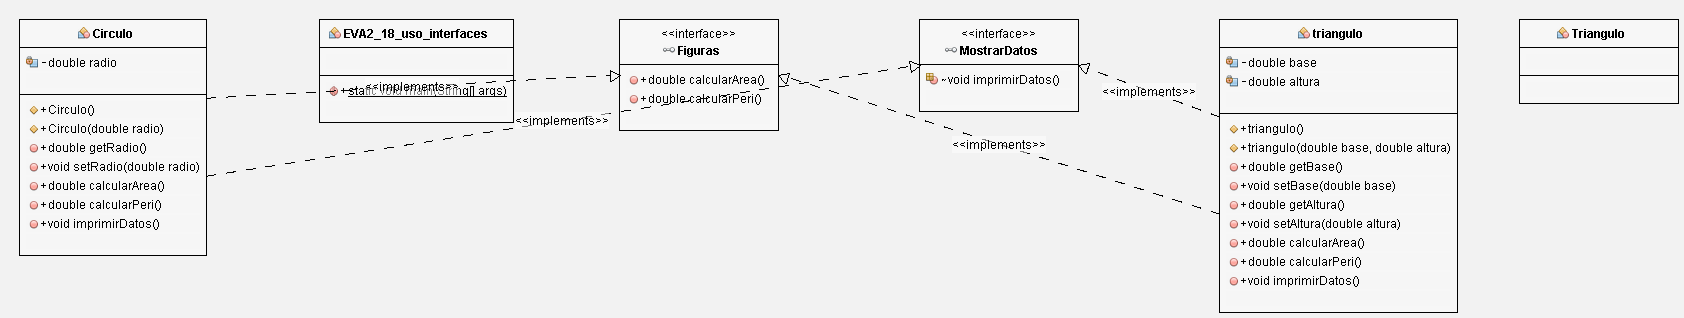 Circulo
- double radio
+ Circulo()
+ Circulo(double radio)
+ double getRadio()
+ void setRadio(double radio)
+ double calcularArea()
+ double calcularPeri()
+ void imprimirDatos()
EVA2_18_uso_interfaces
+ static void main(String[] args)
<<implements>>
<<implements>>
<<interface>>
Figuras
+ double calcularArea()
+ double calcularPeri()
<<interface>>
MostrarDatos
~ void imprimirDatos()
<<implements>>
<<implements>>
triangulo
- double base
- double altura
+ triangulo()
+ triangulo(double base, double altura)
+ double getBase()
+ void setBase(double base)
+ double getAltura()
+ void setAltura(double altura)
+ double calcularArea()
+ double calcularPeri()
+ void imprimirDatos()
Triangulo